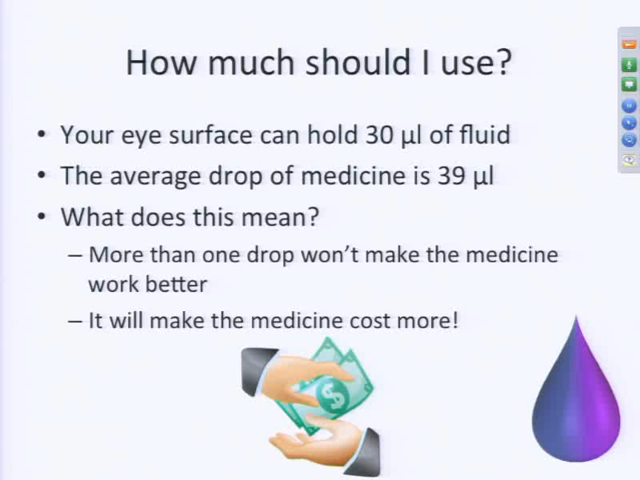 How much should I use?
• Your eye surface can hold 30 µl of fluid
• The average drop of medicine is 39 µl
• What does this mean?
– More than one drop won't make the medicine
work better
– It will make the medicine cost more!
$